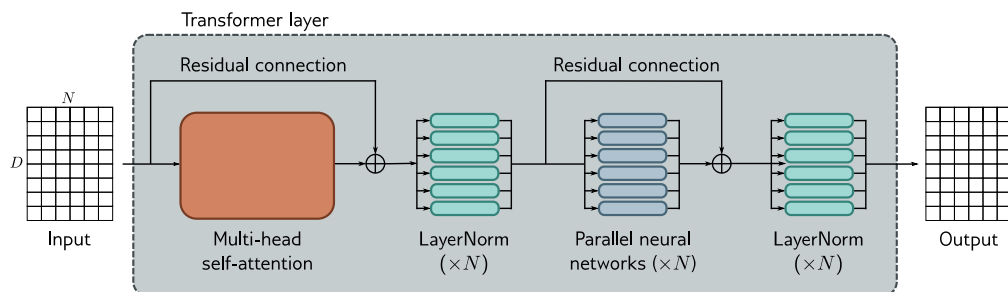 Transformer layer
Residual connection
Residual connection
N
D
Input
Multi-head
self-attention
LayerNorm
(×N)
Parallel neural
networks (×N)
LayerNorm
(×N)
Output